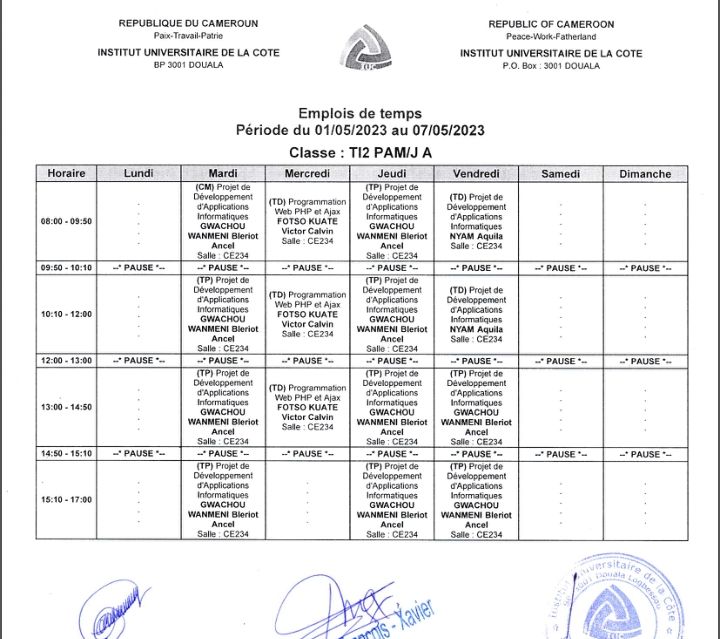 REPUBLIQUE DU CAMEROUN
Paix-Travail-Patrie
INSTITUT UNIVERSITAIRE DE LA COTE
BP 3001 DOUALA
REPUBLIC OF CAMEROON
Peace-Work-Fatherland
INSTITUT UNIVERSITAIRE DE LA COTE
P.O. Box : 3001 DOUALA
IUC
Emplois de temps
Période du 01/05/2023 au 07/05/2023
Classe : TI2 PAM/J A
Horaire Lundi Mardi Mercredi Jeudi Vendredi Samedi Dimanche
08:00 - 09:50
(CM) Projet de
Développement
d'Applications
Informatiques
GWACHOU
WANMENI Bleriot
Ancel
Salle : CE234
(TD) Programmation
Web PHP et Ajax
FOTSO KUATE
Victor Calvin
Salle : CE234
(TP) Projet de
Développement
d'Applications
Informatiques
GWACHOU
WANMENI Bleriot
Ancel
Salle : CE234
(TD) Projet de
Développement
d'Applications
Informatiques
NYAM Aquila
Salle : CE234
09:50 - 10:10 --* PAUSE *-- --* PAUSE *-- --* PAUSE *-- --* PAUSE *-- --* PAUSE *-- --* PAUSE *-- --* PAUSE *--
10:10 - 12:00
(TP) Projet de
Développement
d'Applications
Informatiques
GWACHOU
WANMENI Bleriot
Ancel
Salle : CE234
(TD) Programmation
Web PHP et Ajax
FOTSO KUATE
Victor Calvin
Salle : CE234
(TP) Projet de
Développement
d'Applications
Informatiques
GWACHOU
WANMENI Bleriot
Ancel
Salle : CE234
(TD) Projet de
Développement
d'Applications
Informatiques
NYAM Aquila
Salle : CE234
12:00 - 13:00 --* PAUSE *-- --* PAUSE *-- --* PAUSE *-- --* PAUSE *-- --* PAUSE *-- --* PAUSE *-- --* PAUSE *--
13:00 - 14:50
(TP) Projet de
Développement
d'Applications
Informatiques
GWACHOU
WANMENI Bleriot
Ancel
Salle : CE234
(TD) Programmation
Web PHP et Ajax
FOTSO KUATE
Victor Calvin
Salle : CE234
(TP) Projet de
Développement
d'Applications
Informatiques
GWACHOU
WANMENI Bleriot
Ancel
Salle : CE234
(TP) Projet de
Développement
d'Applications
Informatiques
GWACHOU
WANMENI Bleriot
Ancel
Salle : CE234
14:50 - 15:10 --* PAUSE *-- --* PAUSE *-- --* PAUSE *-- --* PAUSE *-- --* PAUSE *-- --* PAUSE *-- --* PAUSE *--
15:10 - 17:00
(TP) Projet de
Développement
d'Applications
Informatiques
GWACHOU
WANMENI Bleriot
Ancel
Salle : CE234
(TP) Projet de
Développement
d'Applications
Informatiques
GWACHOU
WANMENI Bleriot
Ancel
Salle : CE234
(TP) Projet de
Développement
d'Applications
Informatiques
GWACHOU
WANMENI Bleriot
Ancel
Salle : CE234
Xavier
Institut Universitaire de la Côte
3001 Douala